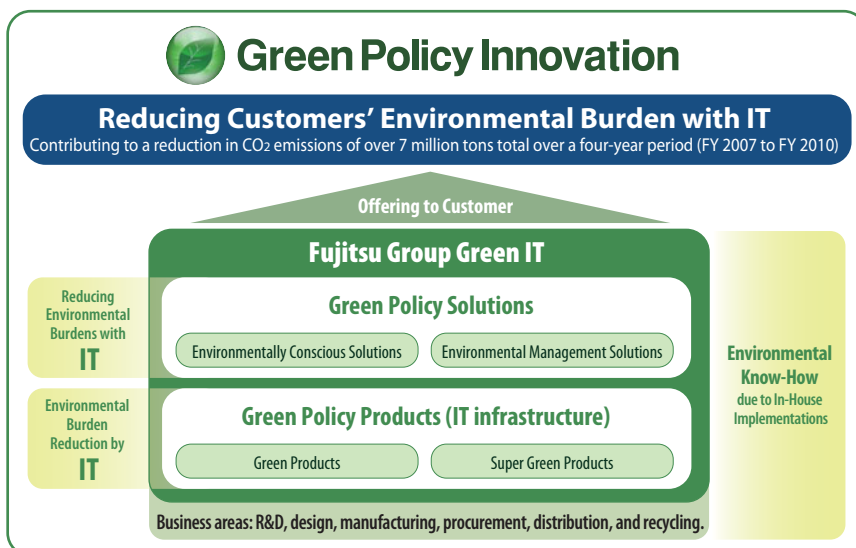 Green Policy Innovation
Reducing Customers’ Environmental Burden with IT
Contributing to a reduction in CO2 emissions of over 7 million tons total over a four-year period (FY 2007 to FY 2010)
Offering to Customer
Fujitsu Group Green IT
Reducing
Environmental
Burdens with
IT
Green Policy Solutions
Environmentally Conscious Solutions
Environmental Management Solutions
Environmental
Burden
Reduction by
IT
Green Policy Products (IT infrastructure)
Green Products
Super Green Products
Environmental
Know-How
due to In-House
Implementations
Business areas: R&D, design, manufacturing, procurement, distribution, and recycling.